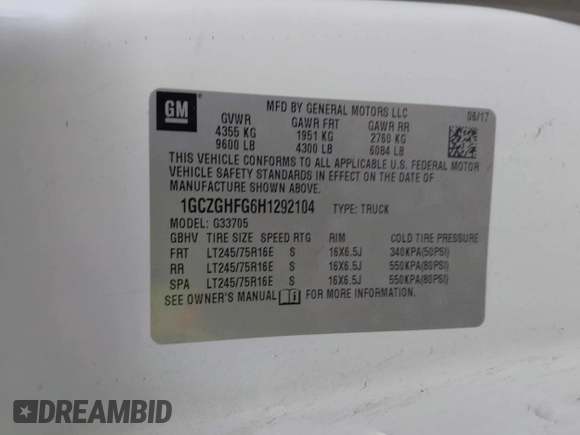 GM
MFD BY GENERAL MOTORS LLC
06/17
GVWR GAWR FRT GAWR RR
4355 KG 1951 KG 2760 KG
9600 LB 4300 LB 6084 LB
THIS VEHICLE CONFORMS TO ALL APPLICABLE U.S. FEDERAL MOTOR
VEHICLE SAFETY STANDARDS IN EFFECT ON THE DATE OF
MANUFACTURE SHOWN ABOVE.
1GCZGHFG6H1292104 TYPE: TRUCK
MODEL: G33705
GBHV TIRE SIZE SPEED RTG RIM COLD TIRE PRESSURE
FRT LT245/75R16E S 16X6.5J 340KPA(50PSI)
RR LT245/75R16E S 16X6.5J 550KPA(80PSI)
SPA LT245/75R16E S 16X6.5J 550KPA(80PSI)
SEE OWNER'S MANUAL FOR MORE INFORMATION.
DREAMBID